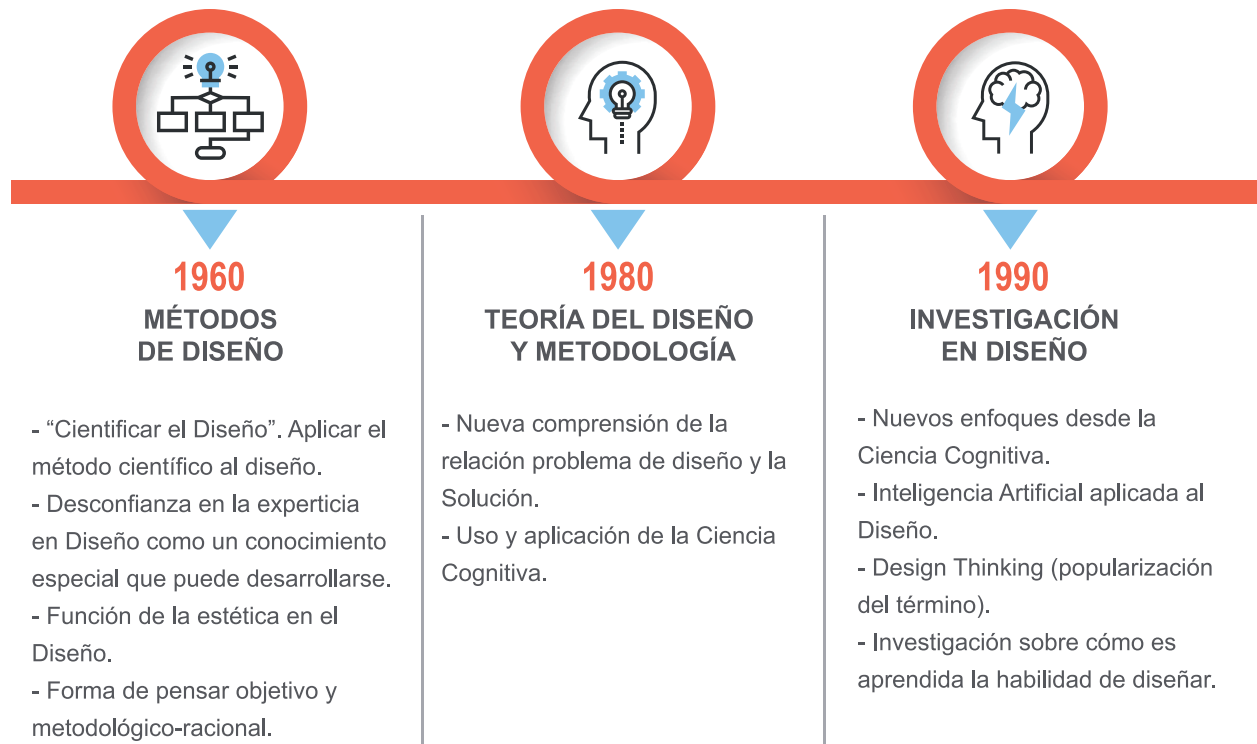 1960
MÉTODOS
DE DISEÑO
- “Cientificar el Diseño”. Aplicar el
método científico al diseño.
- Desconfianza en la experticia
en Diseño como un conocimiento
especial que puede desarrollarse.
- Función de la estética en el
Diseño.
- Forma de pensar objetivo y
metodológico-racional.
1980
TEORÍA DEL DISEÑO
Y METODOLOGÍA
- Nueva comprensión de la
relación problema de diseño y la
Solución.
- Uso y aplicación de la Ciencia
Cognitiva.
1990
INVESTIGACIÓN
EN DISEÑO
- Nuevos enfoques desde la
Ciencia Cognitiva.
- Inteligencia Artificial aplicada al
Diseño.
- Design Thinking (popularización
del término).
- Investigación sobre cómo es
aprendida la habilidad de diseñar.